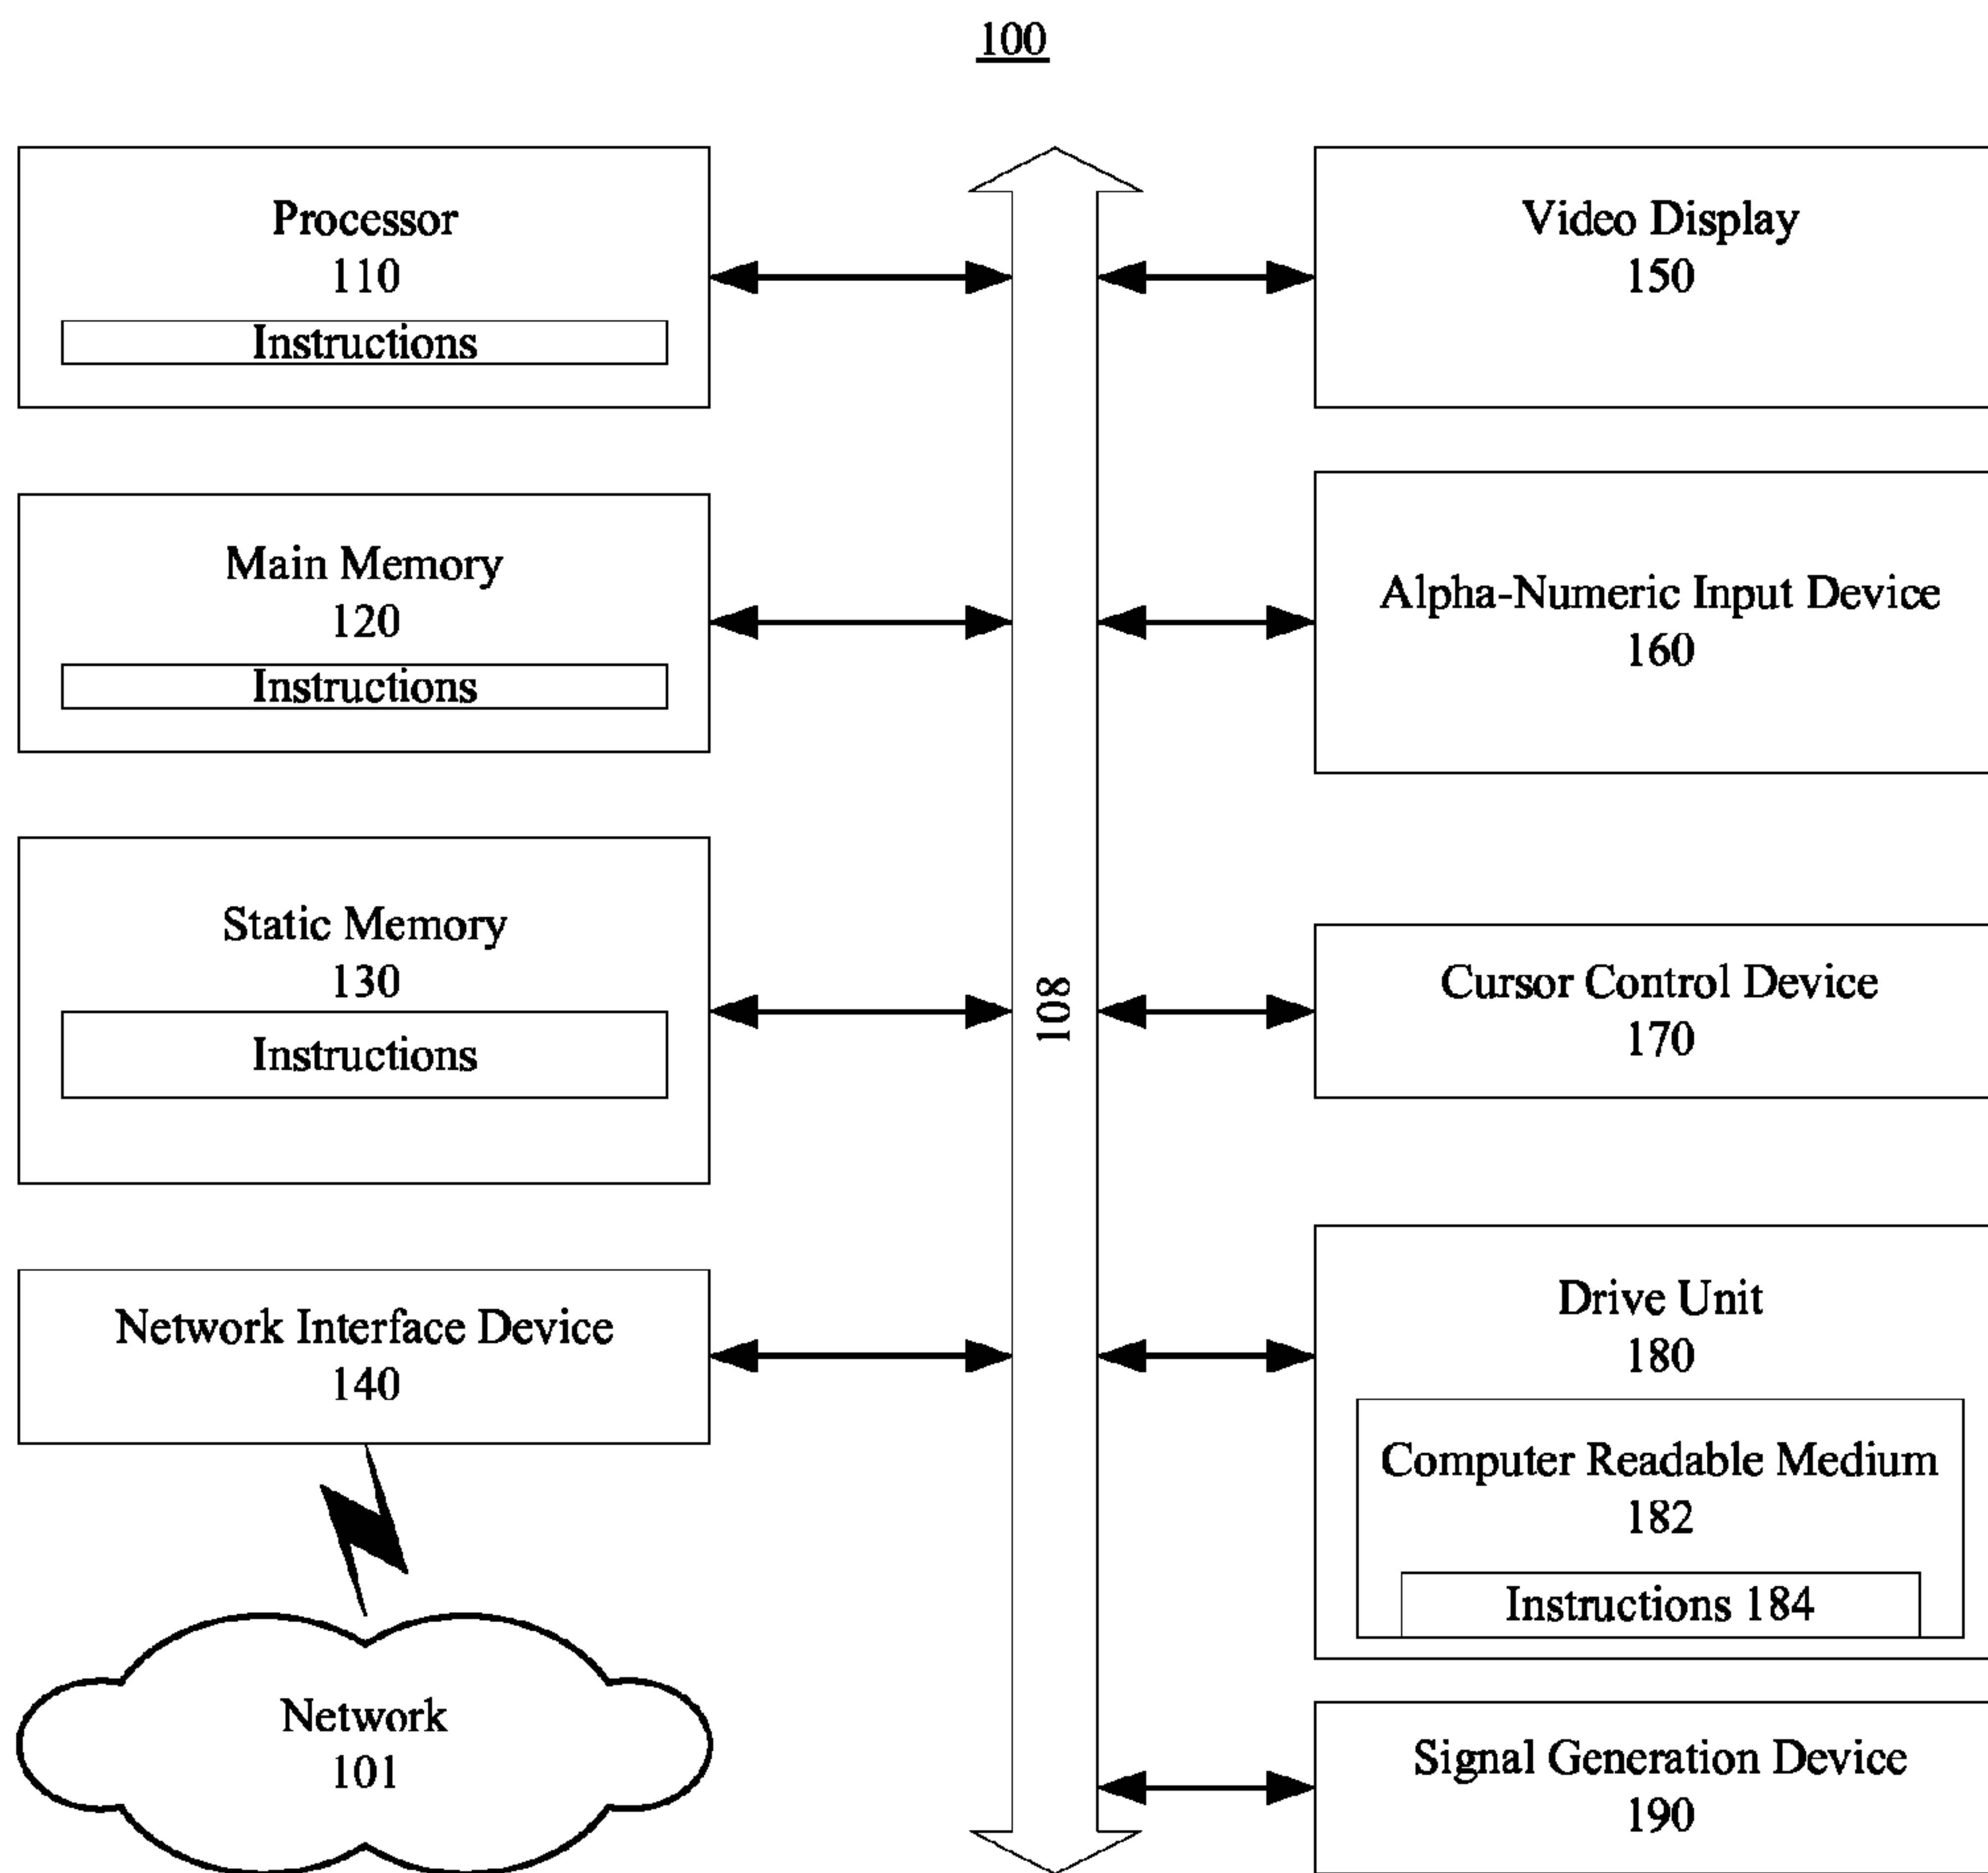 100
Processor
110
Instructions
Main Memory
120
Instructions
Static Memory
130
Instructions
Network Interface Device
140
Network
101
108
Video Display
150
Alpha-Numeric Input Device
160
Cursor Control Device
170
Drive Unit
180
Computer Readable Medium
182
Instructions 184
Signal Generation Device
190